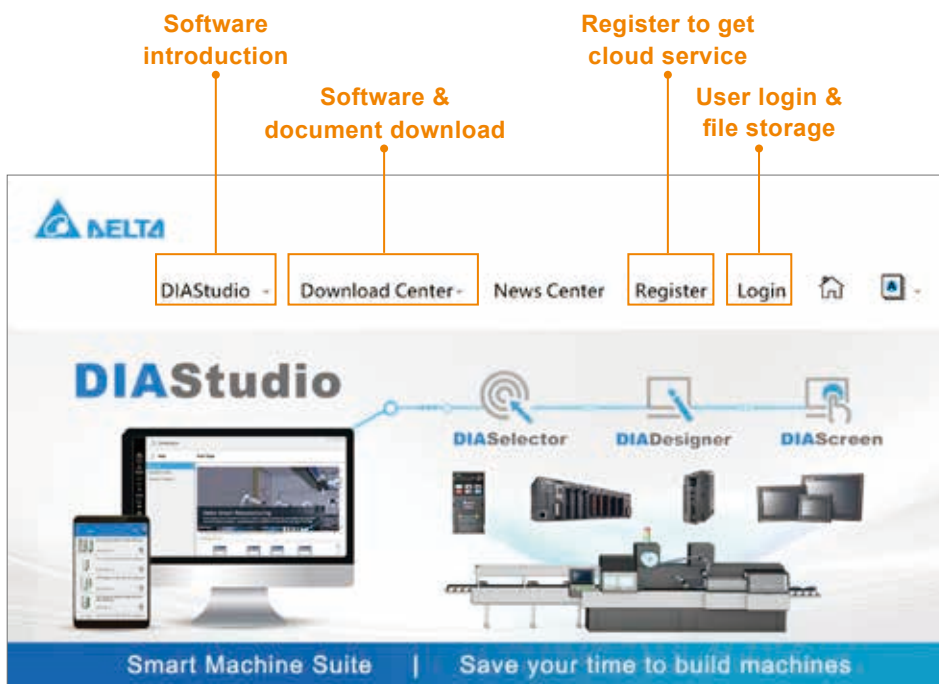 Software
introduction
Register to get
cloud service
Software &
document download
User login &
file storage
DELTA
DIAStudio
Download Center
News Center
Register
Login
DIAStudio
DIASelector
DIADesigner
DIAScreen
Smart Machine Suite | Save your time to build machines